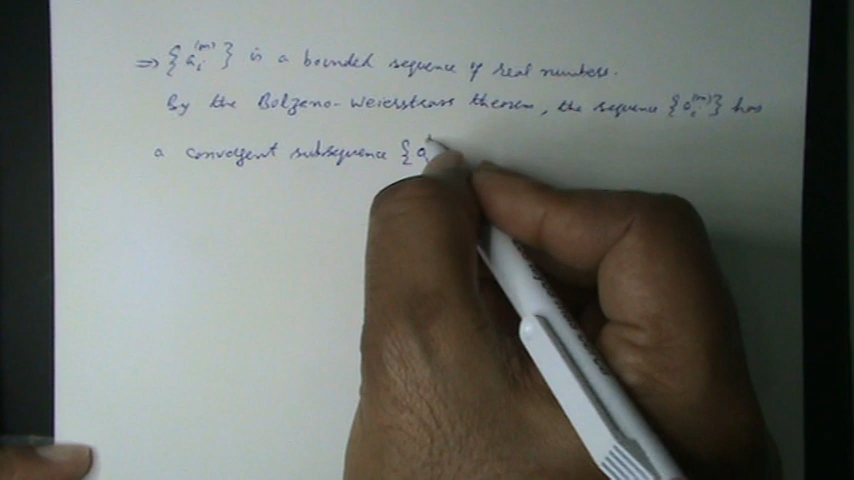 ⇒ {a_i^(m)} is a bounded sequence of real numbers.
By the Bolzano-Weierstrass theorem, the sequence {a_i^(m)} has
a convergent subsequence {a